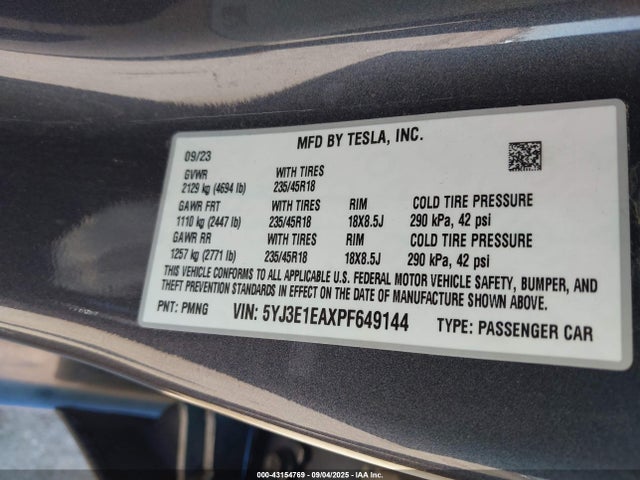 MFD BY TESLA, INC.
09/23
GVWR WITH TIRES
2129 kg (4694 lb) 235/45R18
GAWR FRT WITH TIRES RIM COLD TIRE PRESSURE
1110 kg (2447 lb) 235/45R18 18X8.5J 290 kPa, 42 psi
GAWR RR WITH TIRES RIM COLD TIRE PRESSURE
1257 kg (2771 lb) 235/45R18 18X8.5J 290 kPa, 42 psi
THIS VEHICLE CONFORMS TO ALL APPLICABLE U.S. FEDERAL MOTOR VEHICLE SAFETY, BUMPER, AND
THEFT PREVENTION STANDARDS IN EFFECT ON THE DATE OF MANUFACTURE SHOWN ABOVE.
PNT: PMNG VIN: 5YJ3E1EAXPF649144 TYPE: PASSENGER CAR
000-43154769 - 09/04/2025 - IAA Inc.